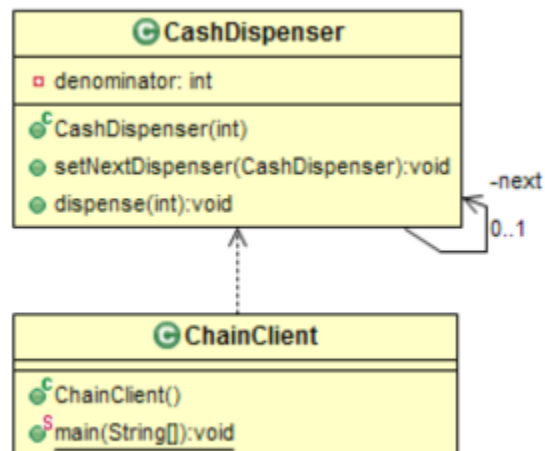 CashDispenser
denominator: int
CashDispenser(int)
setNextDispenser(CashDispenser):void
dispense(int):void
-next
0..1
ChainClient
ChainClient()
main(String[]):void